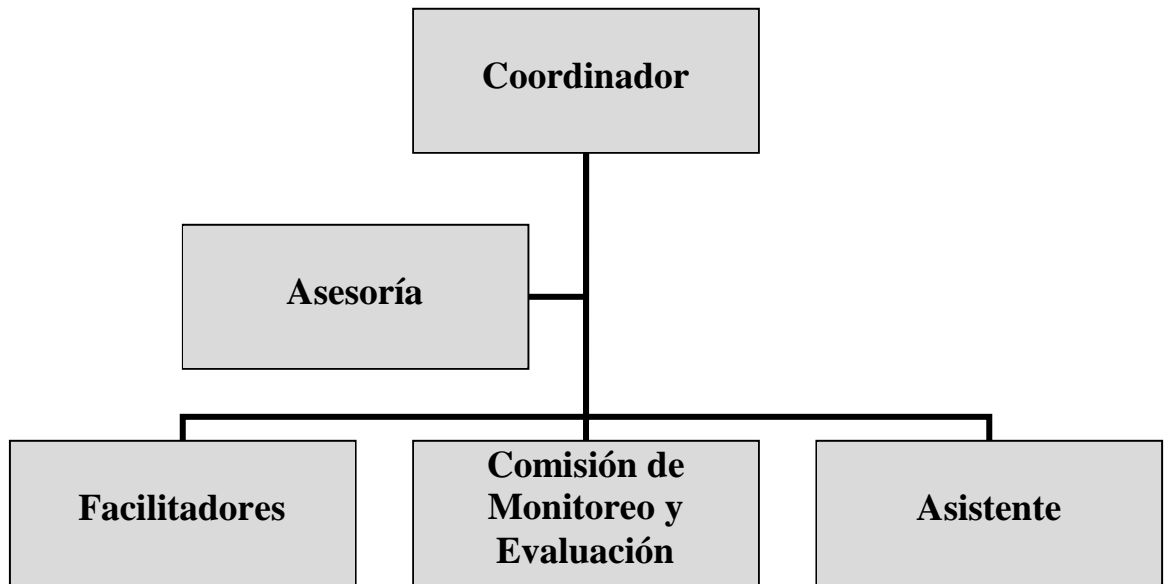 Coordinador
Asesoría
Facilitadores
Comisión de
Monitoreo y
Evaluación
Asistente